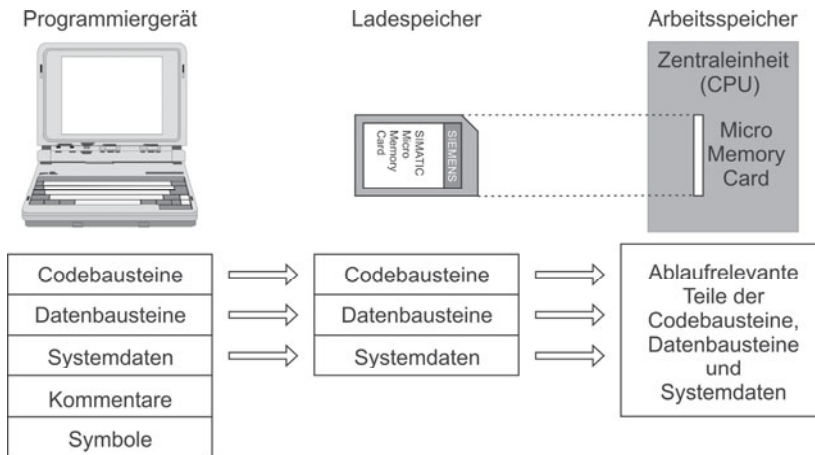 Programmiergerät
Ladespeicher
Arbeitsspeicher
Zentraleinheit
(CPU)
Micro
Memory
Card
SIEMENS
SIMATIC
Micro
Memory
Card
Codebausteine
Datenbausteine
Systemdaten
Kommentare
Symbole
Codebausteine
Datenbausteine
Systemdaten
Ablaufrelevante
Teile der
Codebausteine,
Datenbausteine
und
Systemdaten